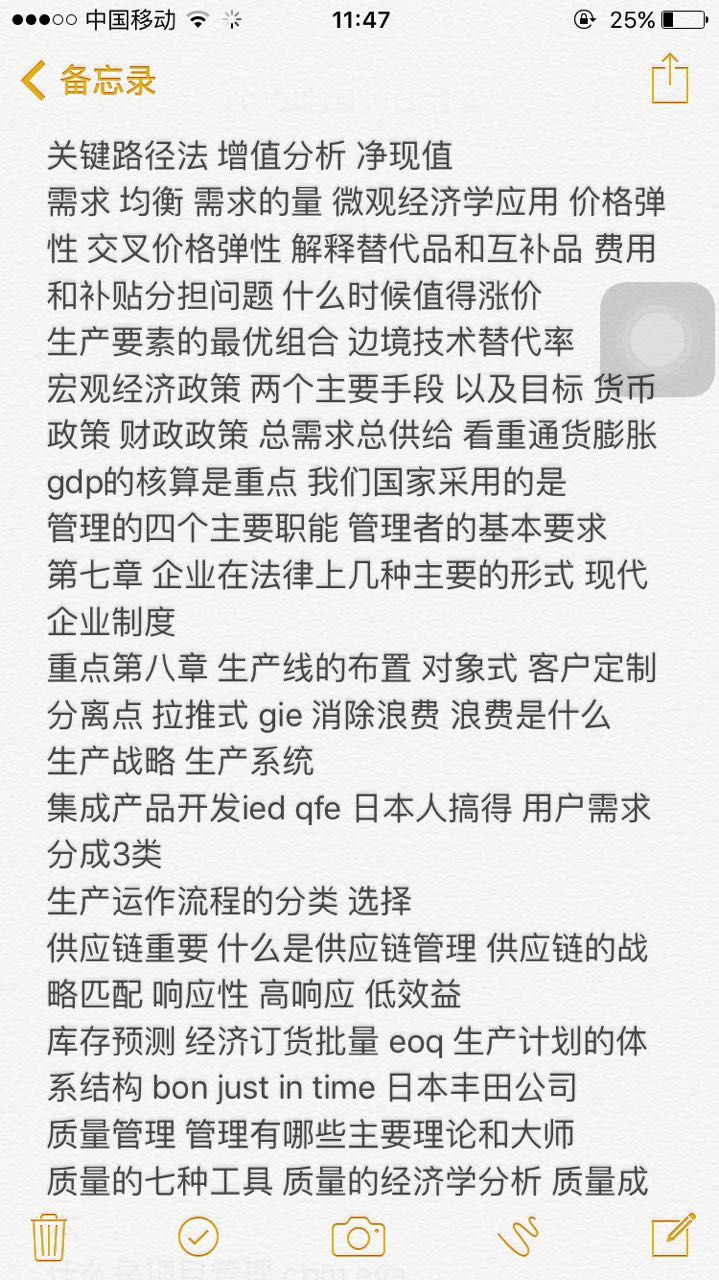 中国移动 11:47 25%
备忘录
关键路径法 增值分析 净现值
需求 均衡 需求的量 微观经济学应用 价格弹
性 交叉价格弹性 解释替代品和互补品 费用
和补贴分担问题 什么时候值得涨价
生产要素的最优组合 边境技术替代率
宏观经济政策 两个主要手段 以及目标 货币
政策 财政政策 总需求总供给 看重通货膨胀
gdp的核算是重点 我们国家采用的是
管理的四个主要职能 管理者的基本要求
第七章 企业在法律上几种主要的形式 现代
企业制度
重点第八章 生产线的布置 对象式 客户定制
分离点 拉推式 gie 消除浪费 浪费是什么
生产战略 生产系统
集成产品开发ied qfe 日本人搞得 用户需求
分成3类
生产运作流程的分类 选择
供应链重要 什么是供应链管理 供应链的战
略匹配 响应性 高响应 低效益
库存预测 经济订货批量 eoq 生产计划的体
系结构 bon just in time 日本丰田公司
质量管理 管理有哪些主要理论和大师
质量的七种工具 质量的经济学分析 质量成